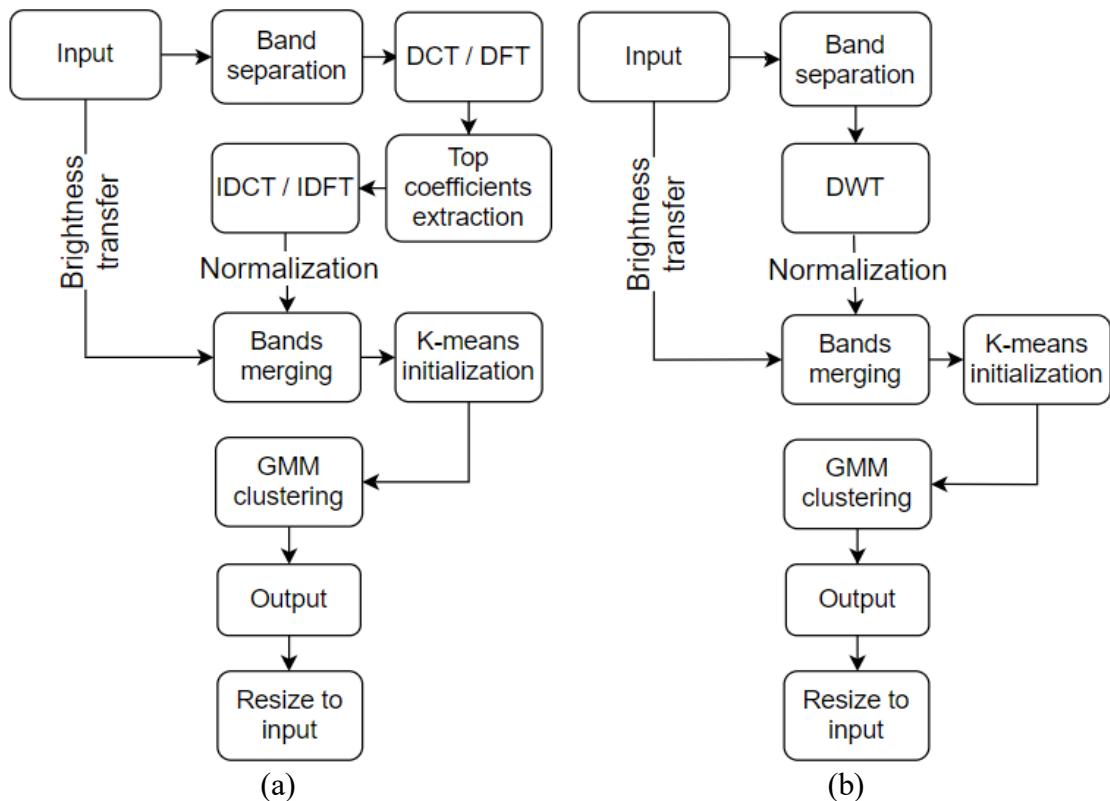 Input
Band
separation
DCT / DFT
Top
coefficients
extraction
IDCT / IDFT
Brightness
transfer
Normalization
Bands
merging
K-means
initialization
GMM
clustering
Output
Resize to
input
(a)
Input
Band
separation
DWT
Brightness
transfer
Normalization
Bands
merging
K-means
initialization
GMM
clustering
Output
Resize to
input
(b)